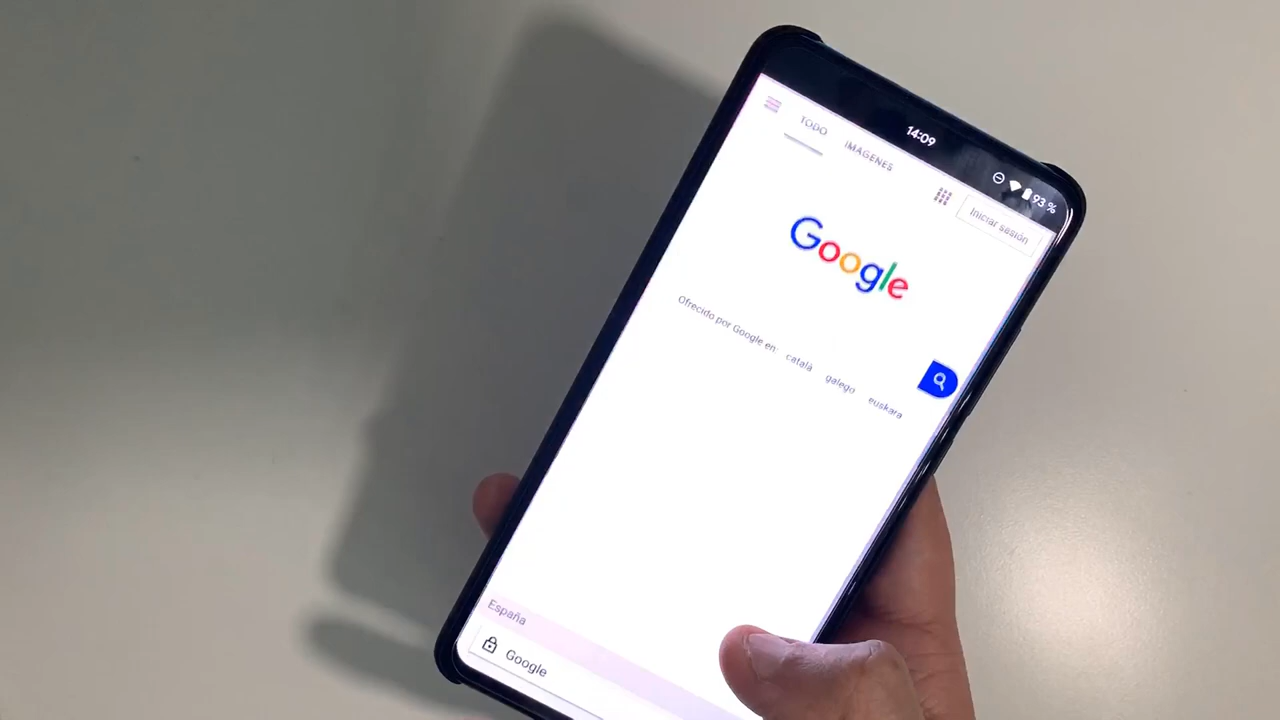 14:09
93 %
TODO IMÁGENES
Iniciar sesión
Google
Ofrecido por Google en: català galego euskara
España
Google